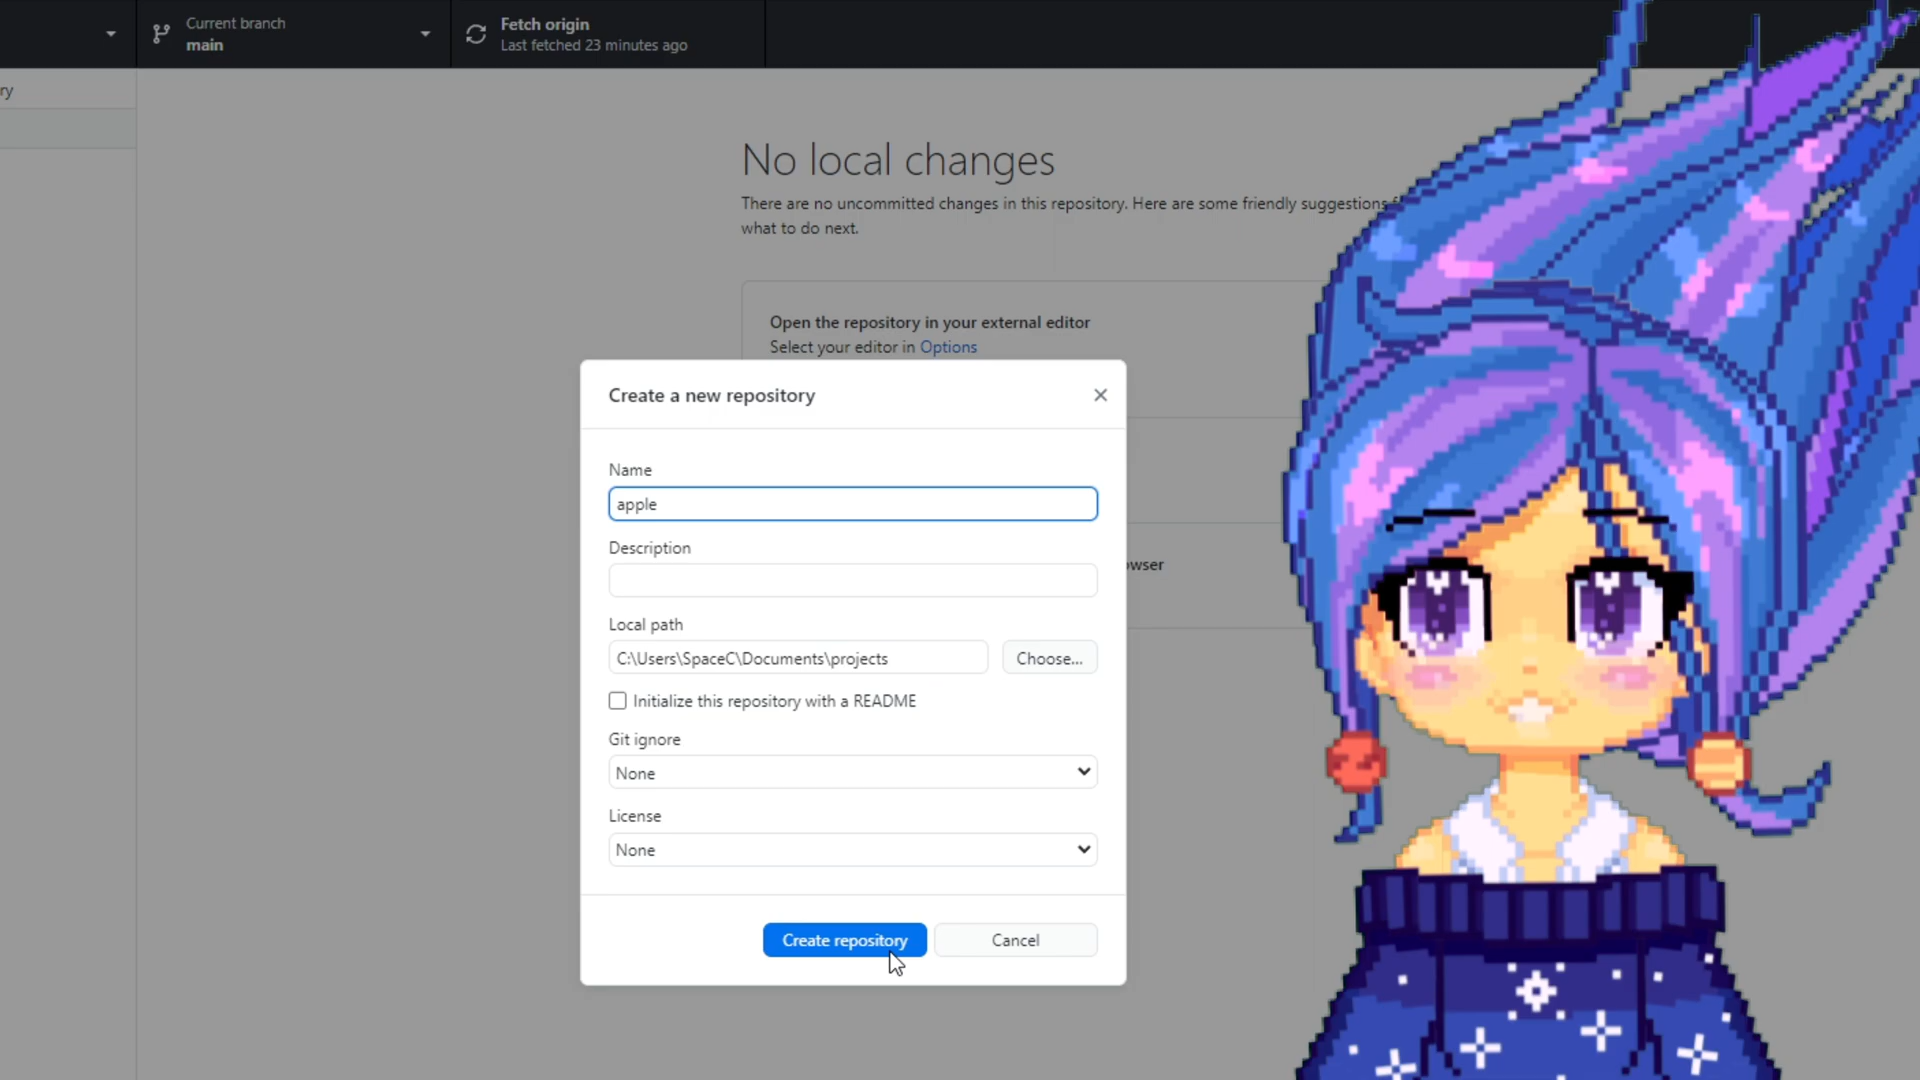 Current branch
main
Fetch origin
Last fetched 23 minutes ago
ry
No local changes
There are no uncommitted changes in this repository. Here are some friendly suggestions f
what to do next.
Open the repository in your external editor
Select your editor in Options
Create a new repository
Name
apple
Description
owser
Local path
C:\Users\SpaceC\Documents\projects
Choose...
Initialize this repository with a README
Git ignore
None
License
None
Create repository
Cancel